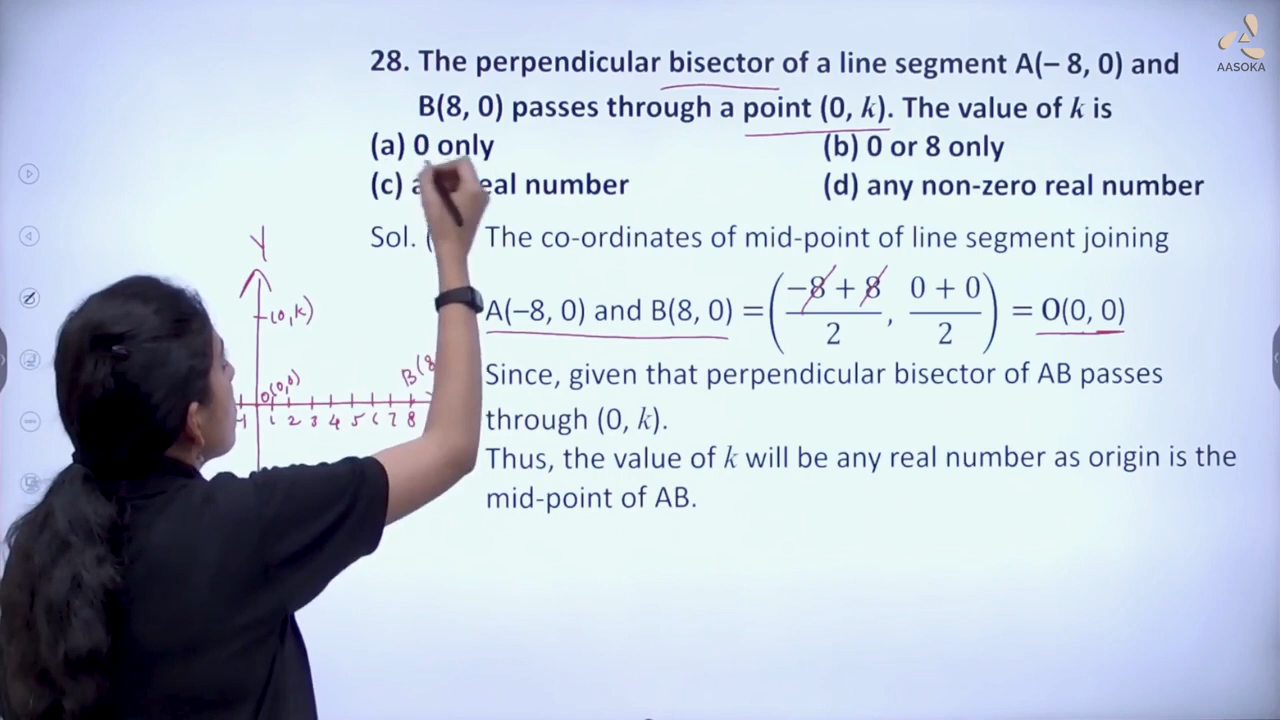 AASOKA
28. The perpendicular bisector of a line segment A(– 8, 0) and
B(8, 0) passes through a point (0, k). The value of k is
(a) 0 only (b) 0 or 8 only
(c) real number (d) any non-zero real number
Sol. The co-ordinates of mid-point of line segment joining
A(–8, 0) and B(8, 0) = (–8 + 8 / 2, 0 + 0 / 2) = O(0, 0)
Since, given that perpendicular bisector of AB passes
through (0, k).
Thus, the value of k will be any real number as origin is the
mid-point of AB.
Y
(0, k)
B(8
O(0,0)
-1 1 2 3 4 5 6 7 8